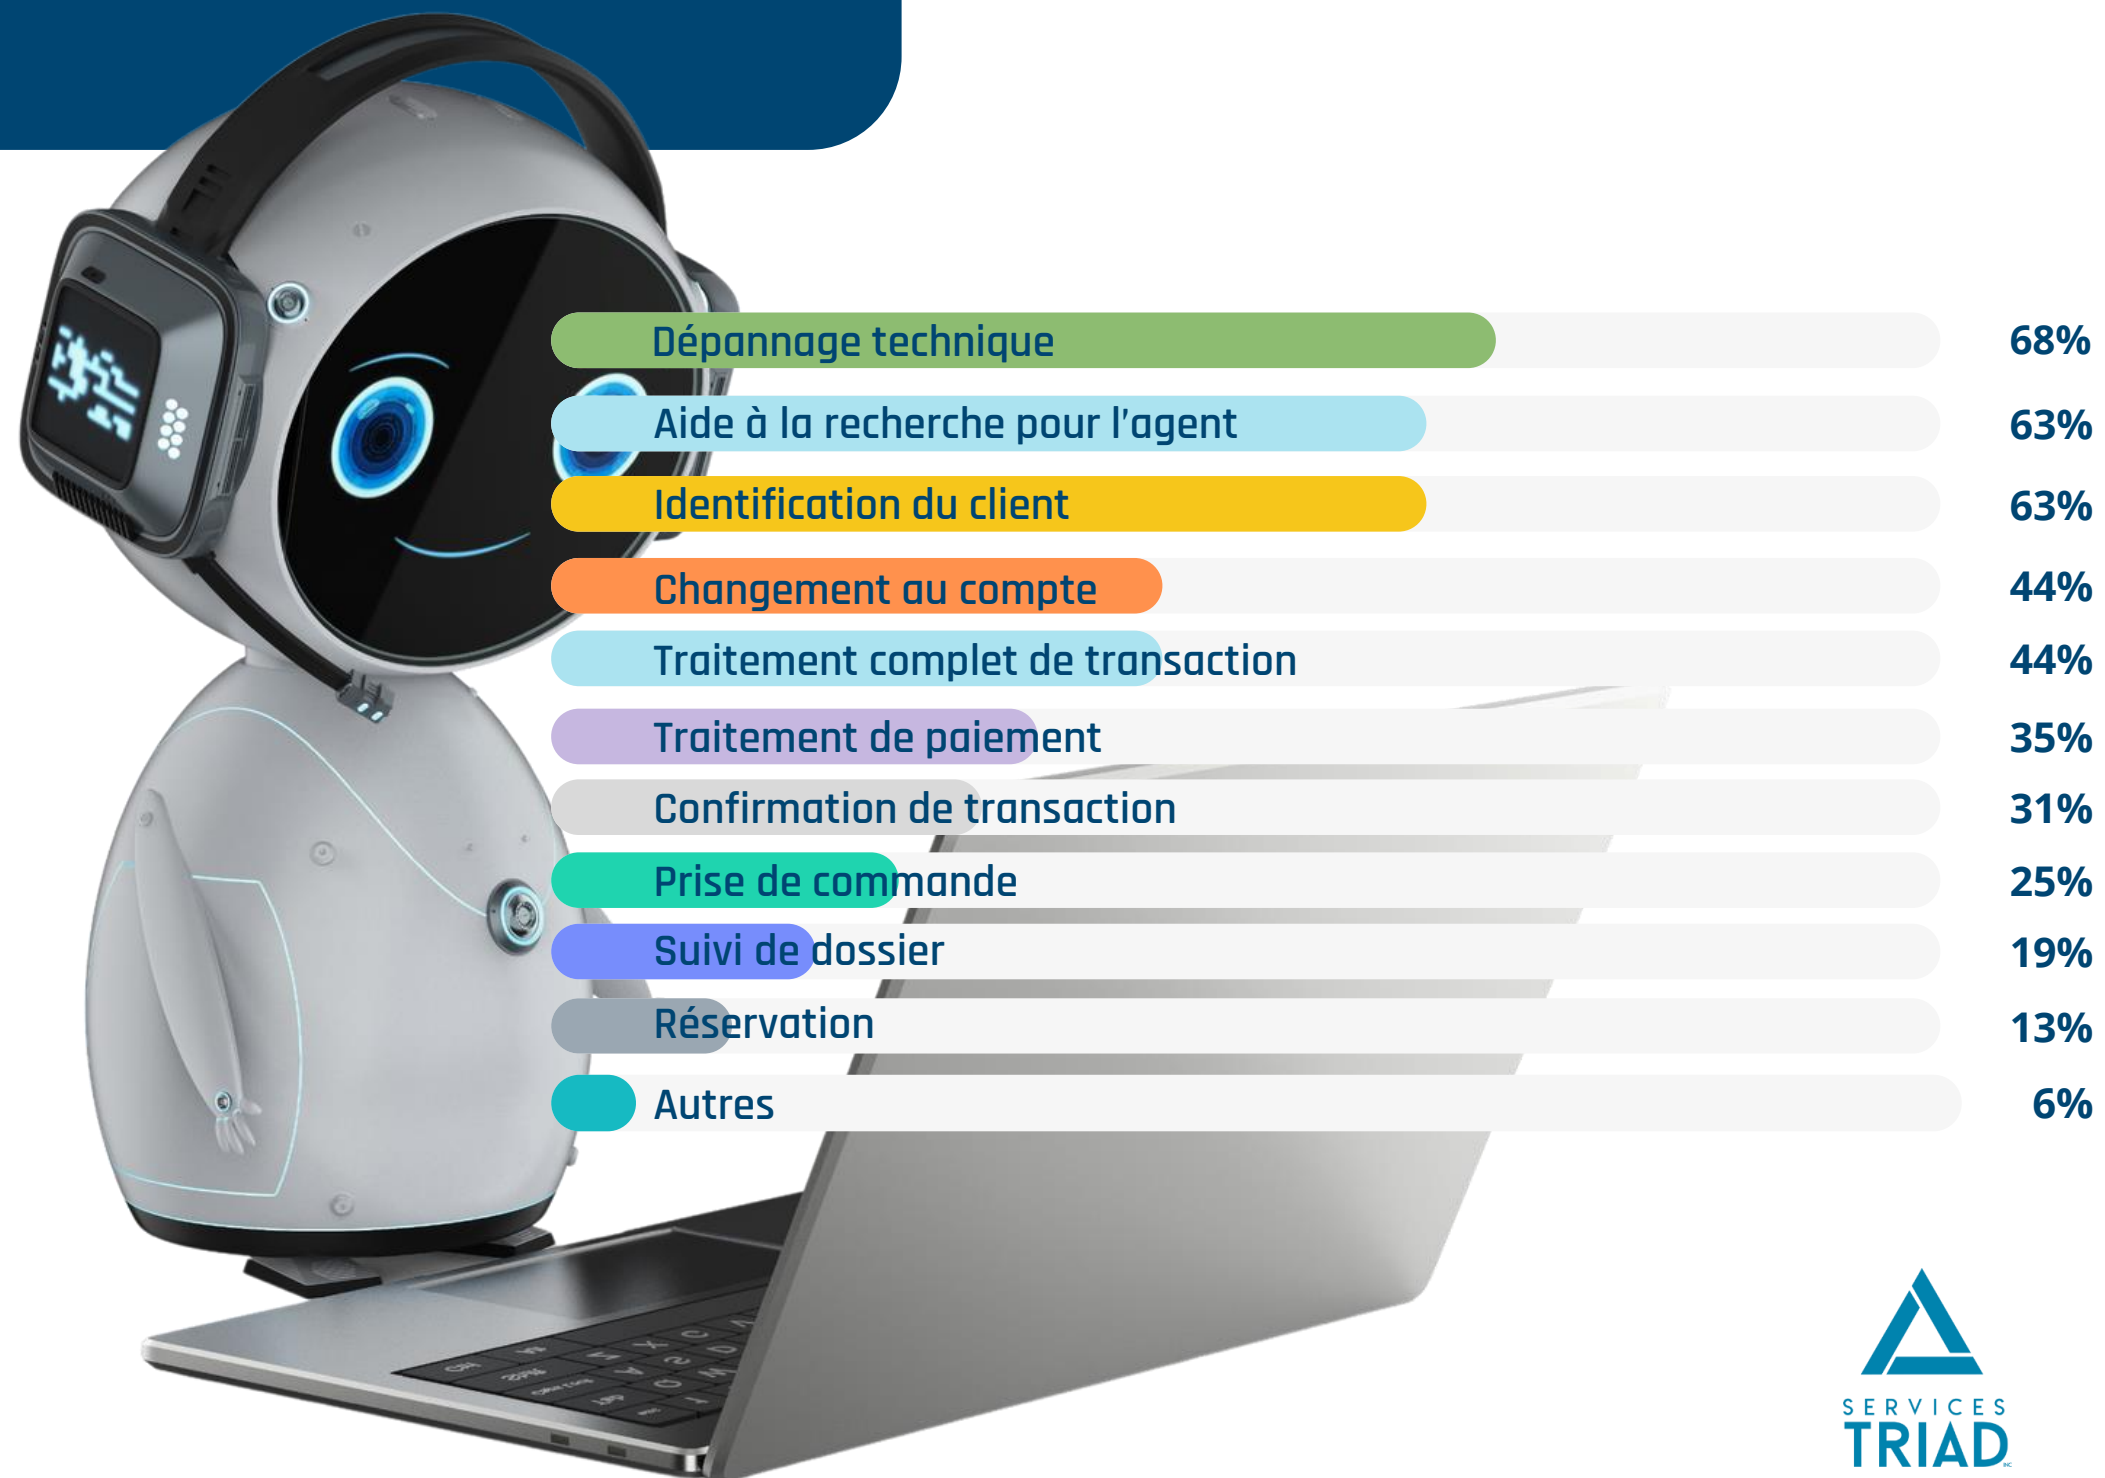 Dépannage technique 68%
Aide à la recherche pour l'agent 63%
Identification du client 63%
Changement au compte 44%
Traitement complet de transaction 44%
Traitement de paiement 35%
Confirmation de transaction 31%
Prise de commande 25%
Suivi de dossier 19%
Réservation 13%
Autres 6%
SERVICES
TRIAD